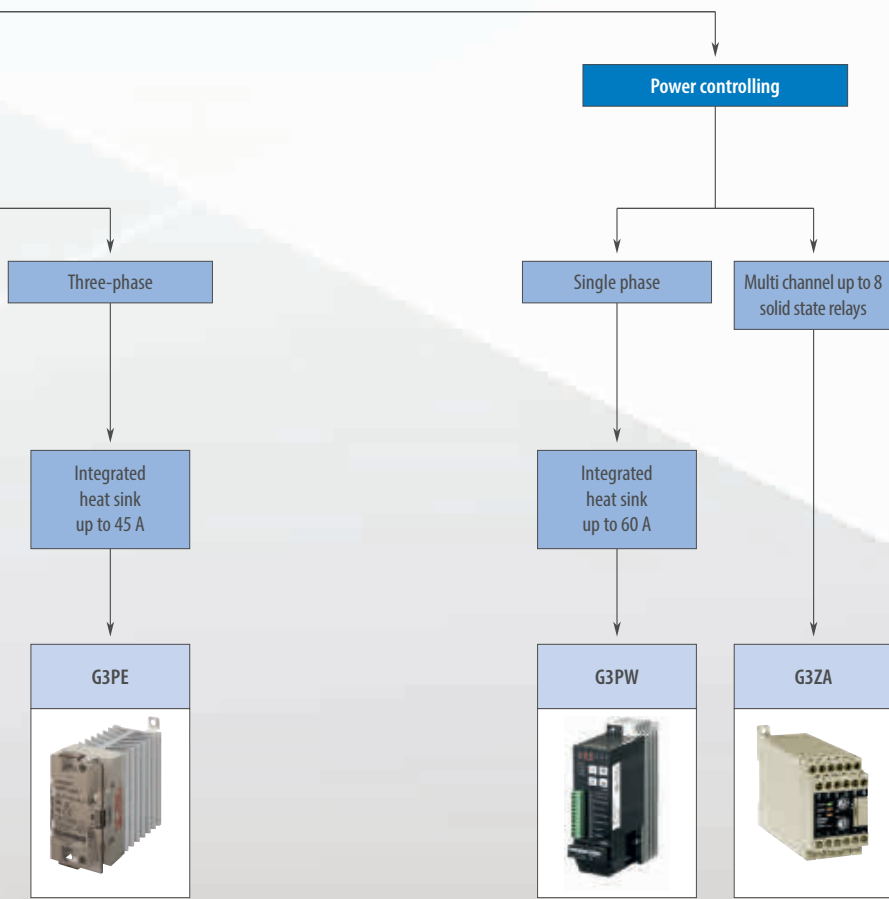 Power controlling
Three-phase
Single phase
Multi channel up to 8
solid state relays
Integrated
heat sink
up to 45 A
Integrated
heat sink
up to 60 A
G3PE
G3PW
G3ZA